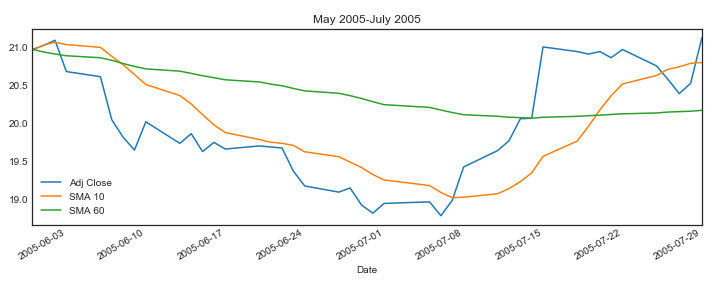 May 2005-July 2005
21.0
20.5
20.0
19.5
19.0
Adj Close
SMA 10
SMA 60
2005-06-03
2005-06-10
2005-06-17
2005-06-24
2005-07-01
2005-07-08
2005-07-15
2005-07-22
2005-07-29
Date